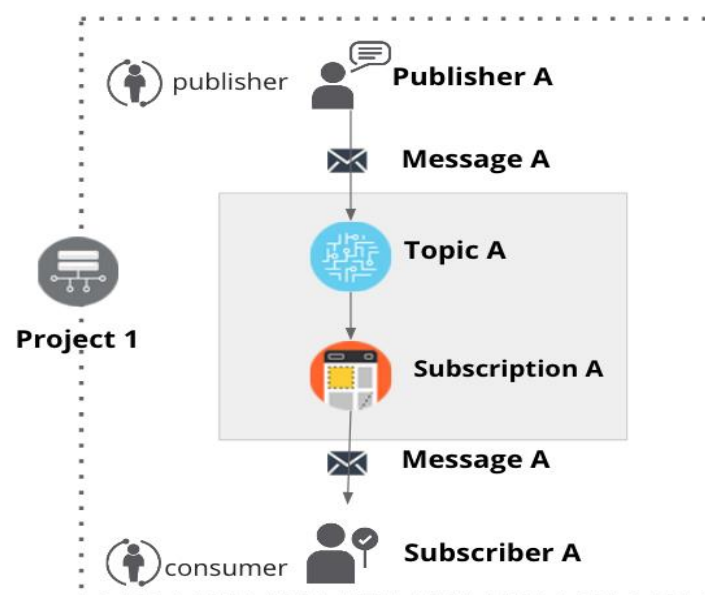 publisher
Publisher A
Message A
Topic A
Project 1
Subscription A
Message A
consumer
Subscriber A